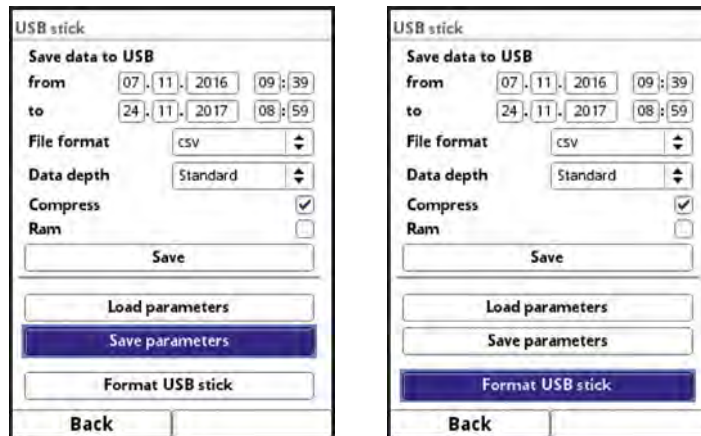 USB stick
Save data to USB
from 07. 11. 2016 09:39
to 24. 11. 2017 08:59
File format csv
Data depth Standard
Compress
Ram
Save
Load parameters
Save parameters
Format USB stick
Back
USB stick
Save data to USB
from 07. 11. 2016 09:39
to 24. 11. 2017 08:59
File format csv
Data depth Standard
Compress
Ram
Save
Load parameters
Save parameters
Format USB stick
Back